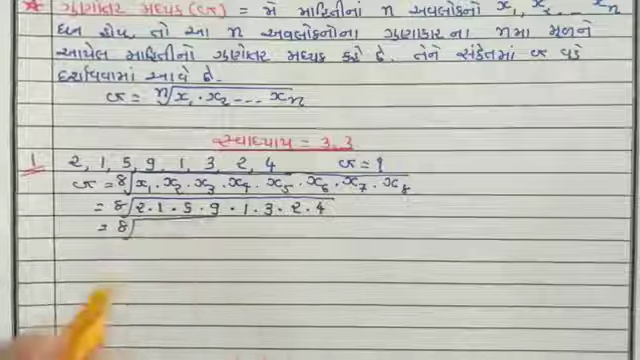 * ગુણોતર મધ્યક (ਯ) = જો માહિતીનાં n અવલોકનો x₁, x₂ ... xₙ
ધન હોય તો આ n અવલોકનોના ગુણાકારના nમા મૂળને
આપેલ માહિતીનો ગુણોતર મધ્યક કહે છે. તેને સંકેતમાં G વડે
દર્શાવવામાં આવે છે.
G = ⁿ√x₁ · x₂ ... xₙ
સ્વાધ્યાય = 3.3
1 2, 1, 5, 9, 1, 3, 2, 4 G = ?
G = 8√x₁ · x₂ · x₃ · x₄ · x₅ · x₆ · x₇ · x₈
= 8√2 · 1 · 5 · 9 · 1 · 3 · 2 · 4
= 8√